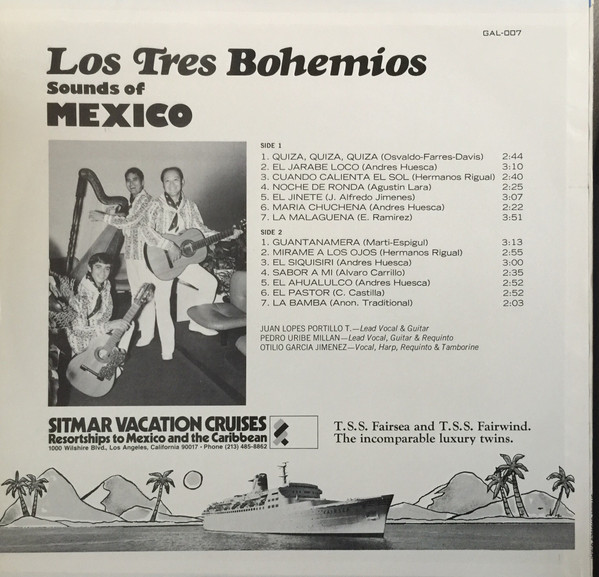 GAL-007
Los Tres Bohemios
Sounds of
MEXICO
SIDE 1
1. QUIZA, QUIZA, QUIZA (Osvaldo-Farres-Davis) 2:44
2. EL JARABE LOCO (Andres Huesca) 3:10
3. CUANDO CALIENTA EL SOL (Hermanos Rigual) 2:40
4. NOCHE DE RONDA (Agustin Lara) 2:25
5. EL JINETE (J. Alfredo Jimenes) 3:07
6. MARIA CHUCHENA (Andres Huesca) 2:22
7. LA MALAGUENA (E. Ramirez) 3:51
SIDE 2
1. GUANTANAMERA (Marti-Espigul) 3:13
2. MIRAME A LOS OJOS (Hermanos Rigual) 2:55
3. EL SIQUISIRI (Andres Huesca) 3:00
4. SABOR A MI (Alvaro Carrillo) 2:35
5. EL AHUALULCO (Andres Huesca) 2:52
6. EL PASTOR (C. Castilla) 2:52
7. LA BAMBA (Anon. Traditional) 2:03
JUAN LOPES PORTILLO T.—Lead Vocal & Guitar
PEDRO URIBE MILLAN—Lead Vocal, Guitar & Requinto
OTILIO GARCIA JIMENEZ—Vocal, Harp, Requinto & Tamborine
SITMAR VACATION CRUISES
Resortships to Mexico and the Caribbean
1000 Wilshire Blvd., Los Angeles, California 90017 • Phone (213) 485-8862
T.S.S. Fairsea and T.S.S. Fairwind.
The incomparable luxury twins.